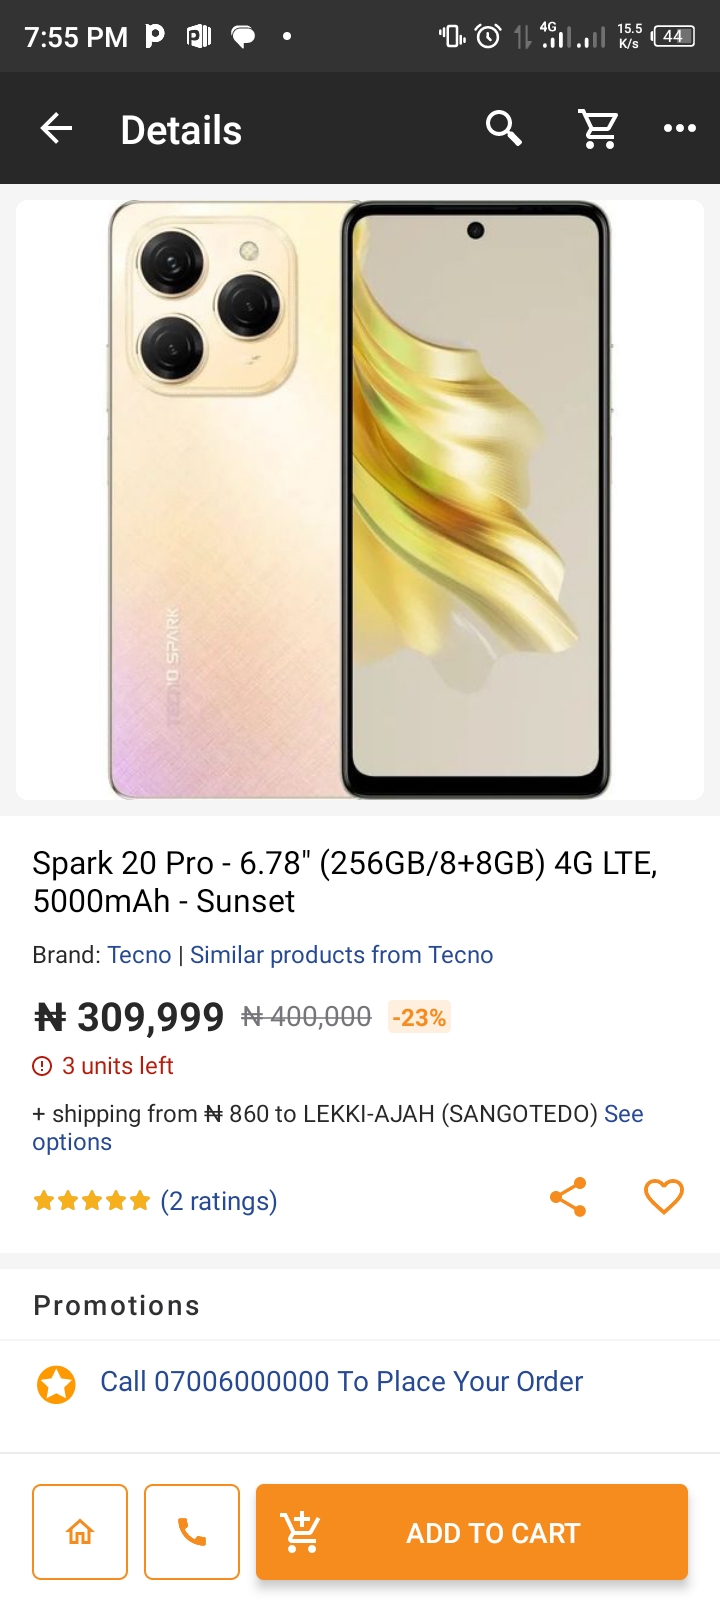 7:55 PM
4G
15.5
K/s
44
Details
TECNO SPARK
Spark 20 Pro - 6.78" (256GB/8+8GB) 4G LTE,
5000mAh - Sunset
Brand: Tecno | Similar products from Tecno
₦ 309,999 ₦ 400,000 -23%
3 units left
+ shipping from ₦ 860 to LEKKI-AJAH (SANGOTEDO) See
options
(2 ratings)
Promotions
Call 07006000000 To Place Your Order
ADD TO CART